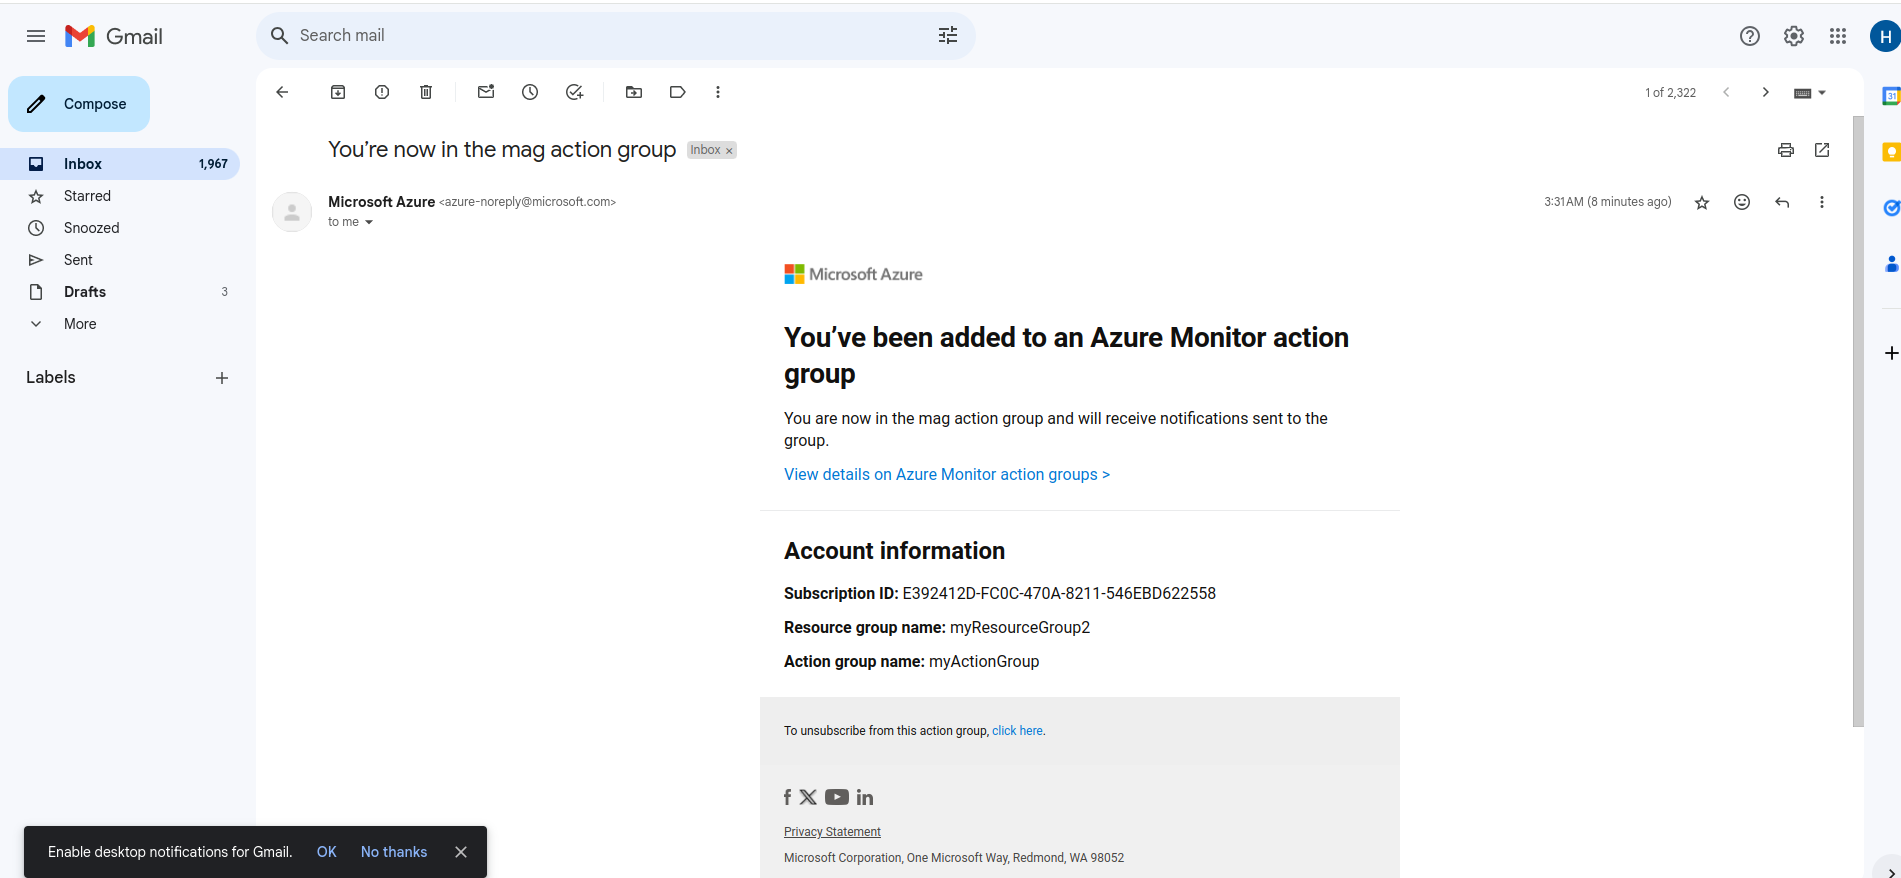 Gmail
Search mail
H
Compose
1 of 2,322
31
You're now in the mag action group Inbox ×
Inbox 1,967
Starred
Microsoft Azure <azure-noreply@microsoft.com> 3:31 AM (8 minutes ago)
to me
Snoozed
Sent
Drafts 3
More
Labels
Microsoft Azure
You've been added to an Azure Monitor action
group
You are now in the mag action group and will receive notifications sent to the
group.
View details on Azure Monitor action groups >
Account information
Subscription ID: E392412D-FC0C-470A-8211-546EBD622558
Resource group name: myResourceGroup2
Action group name: myActionGroup
To unsubscribe from this action group, click here.
f X in
Privacy Statement
Microsoft Corporation, One Microsoft Way, Redmond, WA 98052
Enable desktop notifications for Gmail. OK No thanks